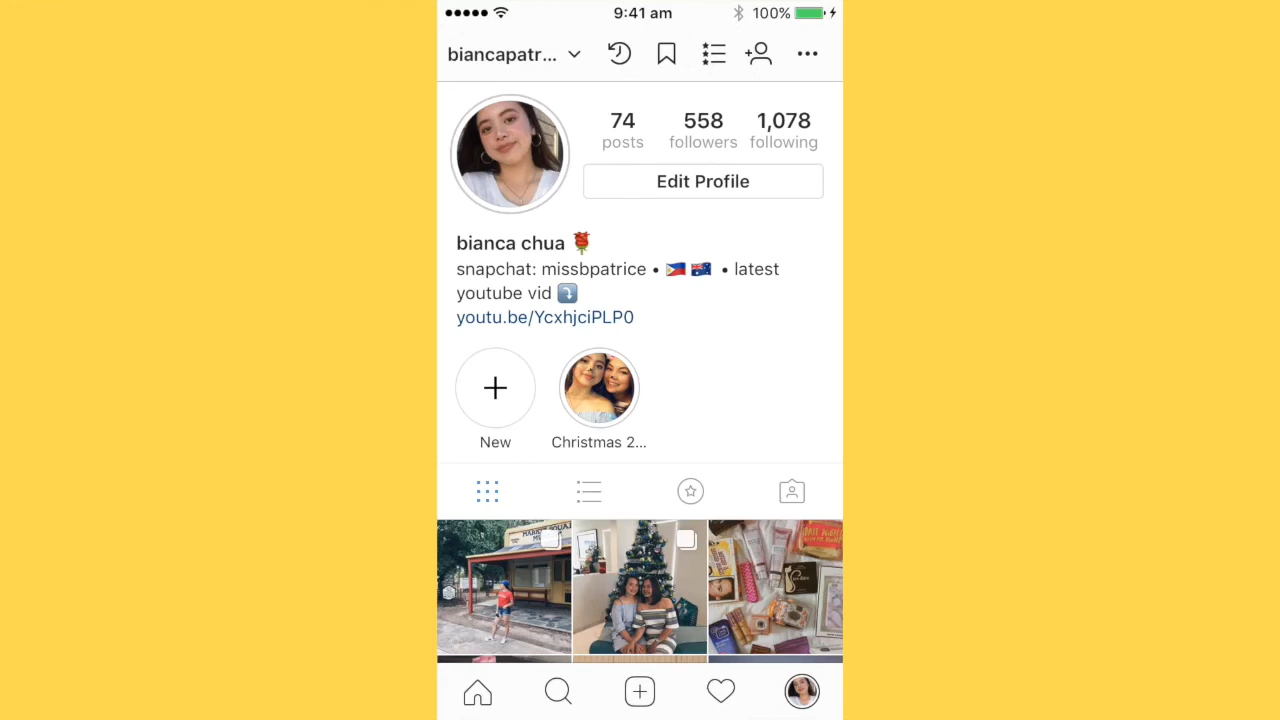 9:41 am
100%
biancapatr...
74
558
1,078
posts
followers
following
Edit Profile
bianca chua 🌹
snapchat: missbpatrice • 🇵🇭 🇦🇺 • latest
youtube vid ⤵️
youtu.be/YcxhjciPLP0
New
Christmas 2...